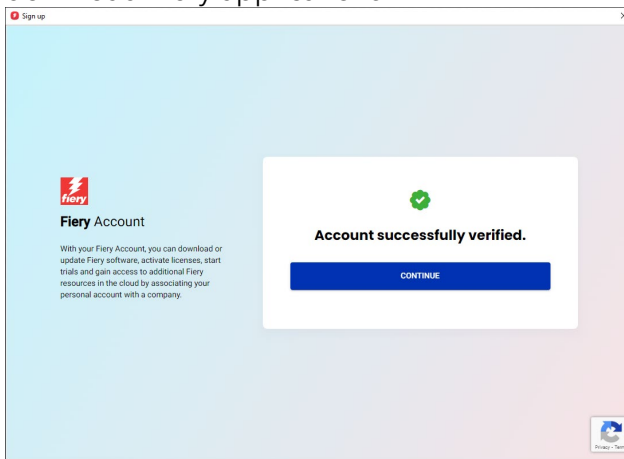 Sign up
fiery
Fiery Account
With your Fiery Account, you can download or
update Fiery software, activate licenses, start
trials and gain access to additional Fiery
resources in the cloud by associating your
personal account with a company.
Account successfully verified.
CONTINUE
Privacy -